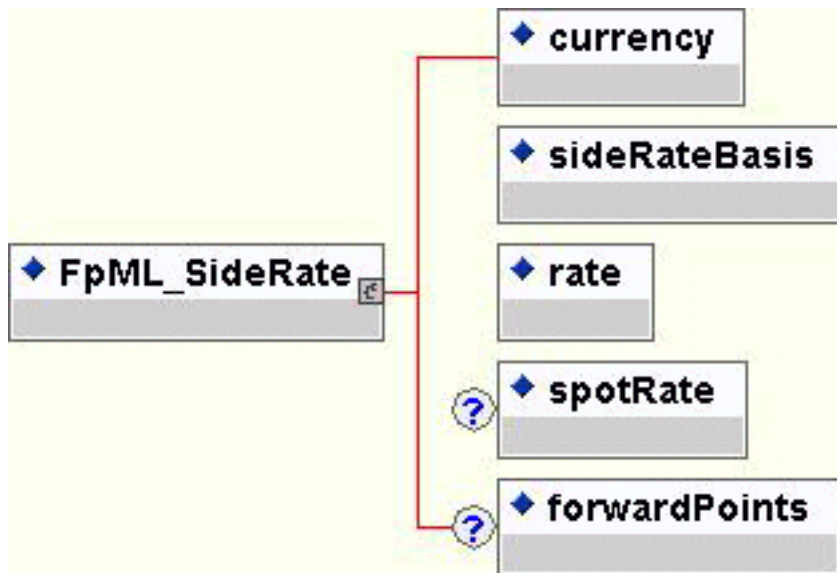 currency
sideRateBasis
FpML_SideRate
rate
? spotRate
? forwardPoints